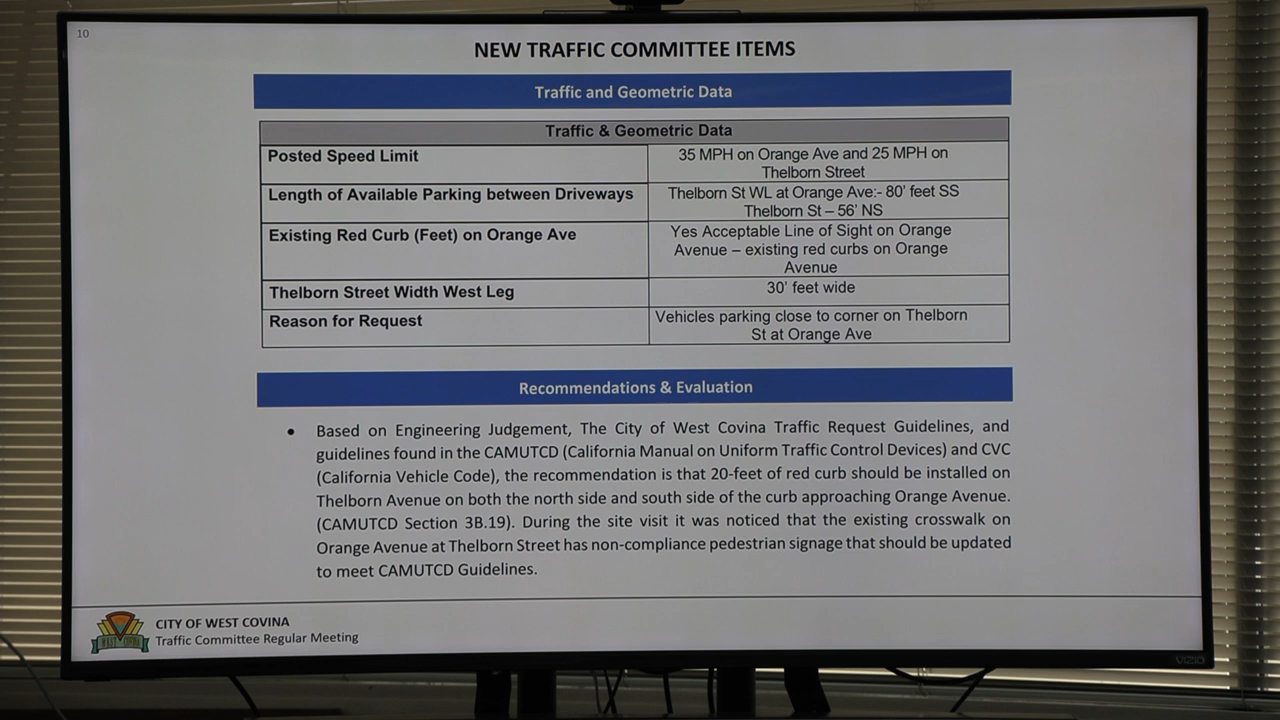 10
NEW TRAFFIC COMMITTEE ITEMS
Traffic and Geometric Data
Traffic & Geometric Data
Posted Speed Limit
35 MPH on Orange Ave and 25 MPH on
Thelborn Street
Length of Available Parking between Driveways
Thelborn St WL at Orange Ave:- 80' feet SS
Thelborn St – 56' NS
Existing Red Curb (Feet) on Orange Ave
Yes Acceptable Line of Sight on Orange
Avenue – existing red curbs on Orange
Avenue
Thelborn Street Width West Leg
30' feet wide
Reason for Request
Vehicles parking close to corner on Thelborn
St at Orange Ave
Recommendations & Evaluation
• Based on Engineering Judgement, The City of West Covina Traffic Request Guidelines, and
guidelines found in the CAMUTCD (California Manual on Uniform Traffic Control Devices) and CVC
(California Vehicle Code), the recommendation is that 20-feet of red curb should be installed on
Thelborn Avenue on both the north side and south side of the curb approaching Orange Avenue.
(CAMUTCD Section 3B.19). During the site visit it was noticed that the existing crosswalk on
Orange Avenue at Thelborn Street has non-compliance pedestrian signage that should be updated
to meet CAMUTCD Guidelines.
WEST COVINA
CITY OF WEST COVINA
Traffic Committee Regular Meeting
VIZIO